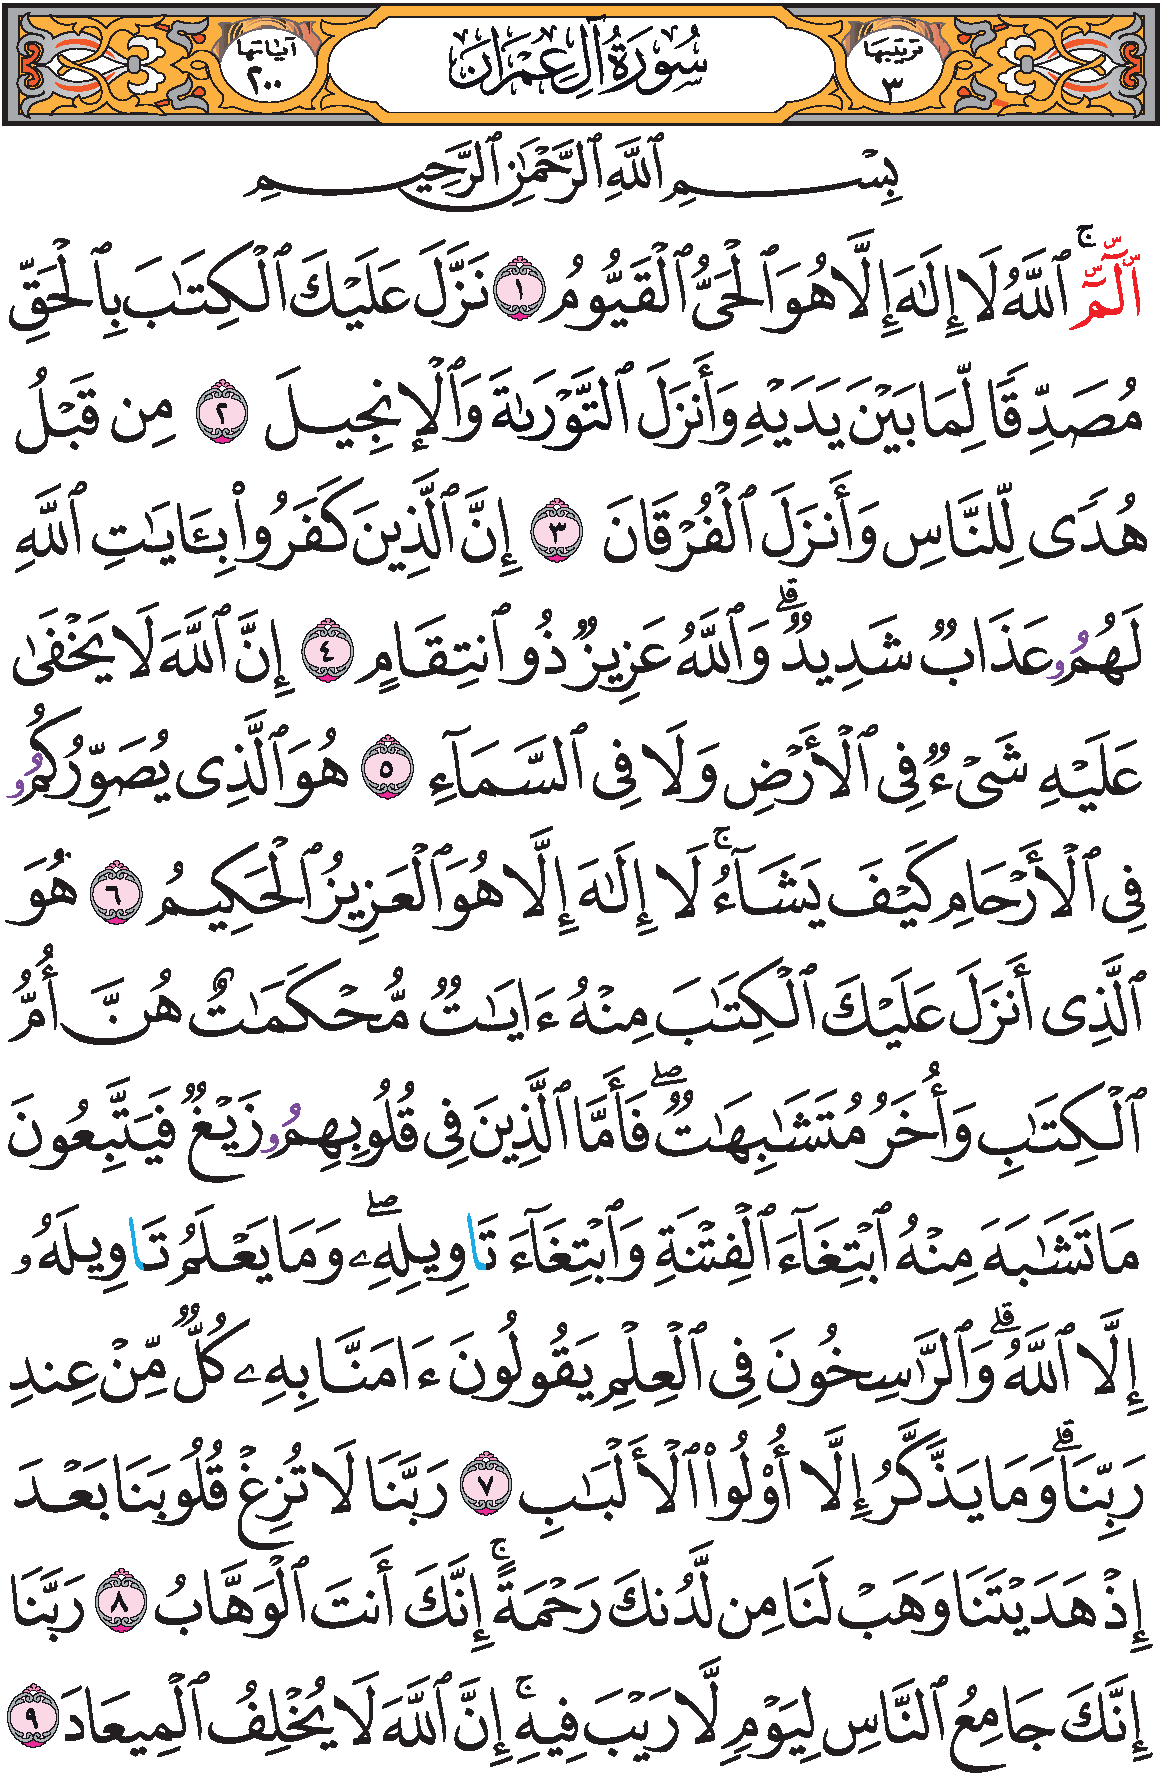 ترتيبها ٣ سُورَةُ آلِ عِمْرَان آياتها ٢٠٠
بِسْمِ ٱللَّهِ ٱلرَّحْمَٰنِ ٱلرَّحِيمِ
الٓمٓ ۚ ٱللَّهُ لَا إِلَٰهَ إِلَّا هُوَ ٱلْحَىُّ ٱلْقَيُّومُ ١ نَزَّلَ عَلَيْكَ ٱلْكِتَٰبَ بِٱلْحَقِّ
مُصَدِّقًا لِّمَا بَيْنَ يَدَيْهِ وَأَنزَلَ ٱلتَّوْرَىٰةَ وَٱلْإِنجِيلَ ٢ مِن قَبْلُ
هُدًى لِّلنَّاسِ وَأَنزَلَ ٱلْفُرْقَانَ ٣ إِنَّ ٱلَّذِينَ كَفَرُوا۟ بِـَٔايَٰتِ ٱللَّهِ
لَهُمُۥ عَذَابٌ شَدِيدٌ ۗ وَٱللَّهُ عَزِيزٌ ذُو ٱنتِقَامٍ ٤ إِنَّ ٱللَّهَ لَا يَخْفَىٰ
عَلَيْهِ شَىْءٌ فِى ٱلْأَرْضِ وَلَا فِى ٱلسَّمَآءِ ٥ هُوَ ٱلَّذِى يُصَوِّرُكُمُۥ
فِى ٱلْأَرْحَامِ كَيْفَ يَشَآءُ ۚ لَا إِلَٰهَ إِلَّا هُوَ ٱلْعَزِيزُ ٱلْحَكِيمُ ٦ هُوَ
ٱلَّذِى أَنزَلَ عَلَيْكَ ٱلْكِتَٰبَ مِنْهُ ءَايَٰتٌ مُّحْكَمَٰتٌ هُنَّ أُمُّ
ٱلْكِتَٰبِ وَأُخَرُ مُتَشَٰبِهَٰتٌ ۖ فَأَمَّا ٱلَّذِينَ فِى قُلُوبِهِمُۥ زَيْغٌ فَيَتَّبِعُونَ
مَا تَشَٰبَهَ مِنْهُ ٱبْتِغَآءَ ٱلْفِتْنَةِ وَٱبْتِغَآءَ تَاوِيلِهِۦ ۖ وَمَا يَعْلَمُ تَاوِيلَهُۥ
إِلَّا ٱللَّهُ ۗ وَٱلرَّٰسِخُونَ فِى ٱلْعِلْمِ يَقُولُونَ ءَامَنَّا بِهِۦ كُلٌّ مِّنْ عِندِ
رَبِّنَا ۗ وَمَا يَذَّكَّرُ إِلَّا أُوْلُوا۟ ٱلْأَلْبَٰبِ ٧ رَبَّنَا لَا تُزِغْ قُلُوبَنَا بَعْدَ
إِذْ هَدَيْتَنَا وَهَبْ لَنَا مِن لَّدُنكَ رَحْمَةً ۚ إِنَّكَ أَنتَ ٱلْوَهَّابُ ٨ رَبَّنَا
إِنَّكَ جَامِعُ ٱلنَّاسِ لِيَوْمٍ لَّا رَيْبَ فِيهِ ۚ إِنَّ ٱللَّهَ لَا يُخْلِفُ ٱلْمِيعَادَ ٩